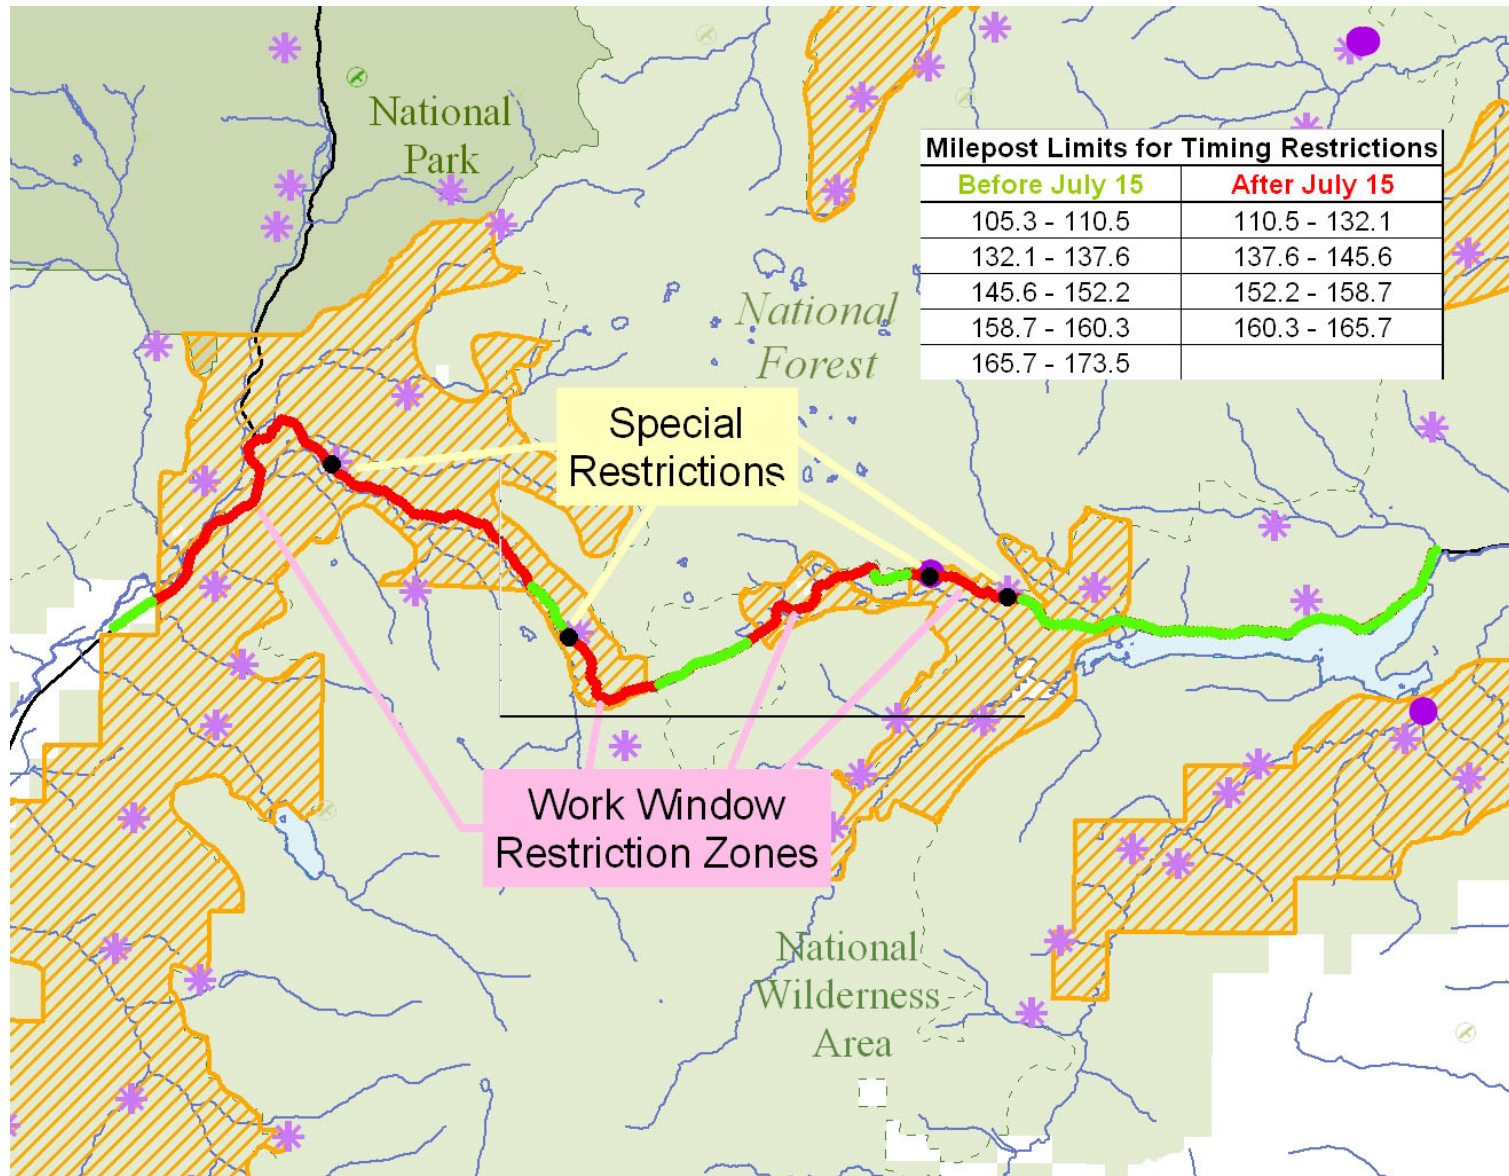 National
Park
Milepost Limits for Timing Restrictions
Before July 15 After July 15
105.3 - 110.5 110.5 - 132.1
132.1 - 137.6 137.6 - 145.6
145.6 - 152.2 152.2 - 158.7
158.7 - 160.3 160.3 - 165.7
165.7 - 173.5
National
Forest
Special
Restrictions
Work Window
Restriction Zones
National
Wilderness
Area